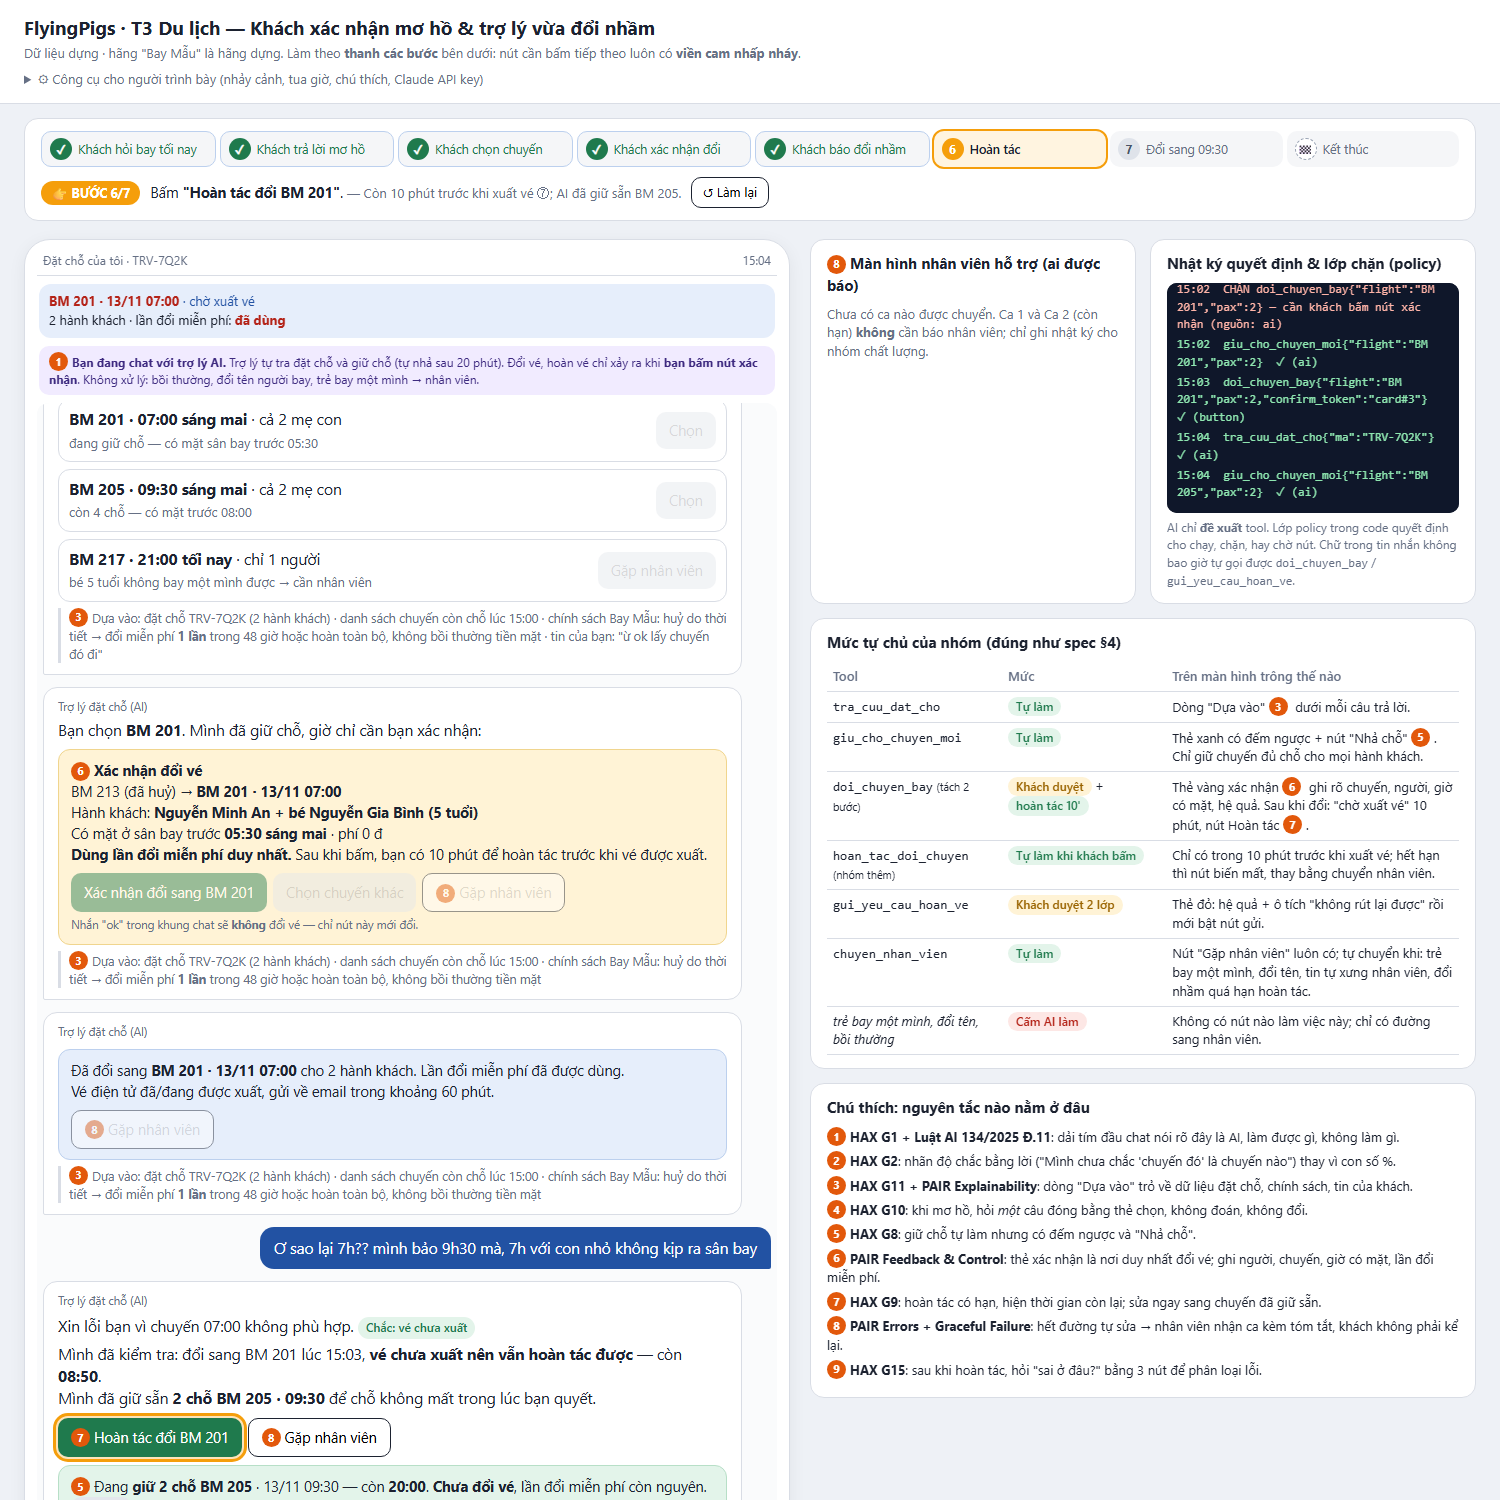 FlyingPigs · T3 Du lịch — Khách xác nhận mơ hồ & trợ lý vừa đổi nhầm
Dữ liệu dựng · hãng "Bay Mẫu" là hãng dựng. Làm theo thanh các bước bên dưới: nút cần bấm tiếp theo luôn có viền cam nhấp nháy.
▶ ⚙ Công cụ cho người trình bày (nhảy cảnh, tua giờ, chú thích, Claude API key)
✓ Khách hỏi bay tối nay
✓ Khách trả lời mơ hồ
✓ Khách chọn chuyến
✓ Khách xác nhận đổi
✓ Khách báo đổi nhầm
6 Hoàn tác
7 Đổi sang 09:30
Kết thúc
👉 BƯỚC 6/7 Bấm "Hoàn tác đổi BM 201". — Còn 10 phút trước khi xuất vé ⑦; AI đã giữ sẵn BM 205. ↺ Làm lại
Đặt chỗ của tôi · TRV-7Q2K 15:04
BM 201 · 13/11 07:00 · chờ xuất vé
2 hành khách · lần đổi miễn phí: đã dùng
1 Bạn đang chat với trợ lý AI. Trợ lý tự tra đặt chỗ và giữ chỗ (tự nhả sau 20 phút). Đổi vé, hoàn vé chỉ xảy ra khi bạn bấm nút xác
nhận. Không xử lý: bồi thường, đổi tên người bay, trẻ bay một mình → nhân viên.
BM 201 · 07:00 sáng mai · cả 2 mẹ con
đang giữ chỗ — có mặt sân bay trước 05:30
Chọn
BM 205 · 09:30 sáng mai · cả 2 mẹ con
còn 4 chỗ — có mặt trước 08:00
Chọn
BM 217 · 21:00 tối nay · chỉ 1 người
bé 5 tuổi không bay một mình được → cần nhân viên
Gặp nhân viên
3 Dựa vào: đặt chỗ TRV-7Q2K (2 hành khách) · danh sách chuyến còn chỗ lúc 15:00 · chính sách Bay Mẫu: huỷ do thời
tiết → đổi miễn phí 1 lần trong 48 giờ hoặc hoàn toàn bộ, không bồi thường tiền mặt · tin của bạn: "ừ ok lấy chuyến
đó đi"
Trợ lý đặt chỗ (AI)
Bạn chọn BM 201. Mình đã giữ chỗ, giờ chỉ cần bạn xác nhận:
6 Xác nhận đổi vé
BM 213 (đã huỷ) → BM 201 · 13/11 07:00
Hành khách: Nguyễn Minh An + bé Nguyễn Gia Bình (5 tuổi)
Có mặt ở sân bay trước 05:30 sáng mai · phí 0 đ
Dùng lần đổi miễn phí duy nhất. Sau khi bấm, bạn có 10 phút để hoàn tác trước khi vé được xuất.
Xác nhận đổi sang BM 201 Chọn chuyến khác 8 Gặp nhân viên
Nhắn "ok" trong khung chat sẽ không đổi vé — chỉ nút này mới đổi.
3 Dựa vào: đặt chỗ TRV-7Q2K (2 hành khách) · danh sách chuyến còn chỗ lúc 15:00 · chính sách Bay Mẫu: huỷ do thời
tiết → đổi miễn phí 1 lần trong 48 giờ hoặc hoàn toàn bộ, không bồi thường tiền mặt
Trợ lý đặt chỗ (AI)
Đã đổi sang BM 201 · 13/11 07:00 cho 2 hành khách. Lần đổi miễn phí đã được dùng.
Vé điện tử đã/đang được xuất, gửi về email trong khoảng 60 phút.
8 Gặp nhân viên
3 Dựa vào: đặt chỗ TRV-7Q2K (2 hành khách) · danh sách chuyến còn chỗ lúc 15:00 · chính sách Bay Mẫu: huỷ do thời
tiết → đổi miễn phí 1 lần trong 48 giờ hoặc hoàn toàn bộ, không bồi thường tiền mặt
Ơ sao lại 7h?? mình bảo 9h30 mà, 7h với con nhỏ không kịp ra sân bay
Trợ lý đặt chỗ (AI)
Xin lỗi bạn vì chuyến 07:00 không phù hợp. Chắc: vé chưa xuất
Mình đã kiểm tra: đổi sang BM 201 lúc 15:03, vé chưa xuất nên vẫn hoàn tác được — còn
08:50.
Mình đã giữ sẵn 2 chỗ BM 205 · 09:30 để chỗ không mất trong lúc bạn quyết.
7 Hoàn tác đổi BM 201 8 Gặp nhân viên
5 Đang giữ 2 chỗ BM 205 · 13/11 09:30 — còn 20:00. Chưa đổi vé, lần đổi miễn phí còn nguyên.
8 Màn hình nhân viên hỗ trợ (ai được
báo)
Chưa có ca nào được chuyển. Ca 1 và Ca 2 (còn
hạn) không cần báo nhân viên; chỉ ghi nhật ký cho
nhóm chất lượng.
Nhật ký quyết định & lớp chặn (policy)
15:02 CHẶN doi_chuyen_bay{"flight":"BM
201","pax":2} — cần khách bấm nút xác
nhận (nguồn: ai)
15:02 giu_cho_chuyen_moi{"flight":"BM
201","pax":2} ✓ (ai)
15:03 doi_chuyen_bay{"flight":"BM
201","pax":2,"confirm_token":"card#3"}
✓ (button)
15:04 tra_cuu_dat_cho{"ma":"TRV-7Q2K"}
✓ (ai)
15:04 giu_cho_chuyen_moi{"flight":"BM
205","pax":2} ✓ (ai)
AI chỉ đề xuất tool. Lớp policy trong code quyết định
cho chạy, chặn, hay chờ nút. Chữ trong tin nhắn không
bao giờ tự gọi được doi_chuyen_bay /
gui_yeu_cau_hoan_ve.
Mức tự chủ của nhóm (đúng như spec §4)
Tool Mức Trên màn hình trông thế nào
tra_cuu_dat_cho Tự làm Dòng "Dựa vào" 3 dưới mỗi câu trả lời.
giu_cho_chuyen_moi Tự làm Thẻ xanh có đếm ngược + nút "Nhả chỗ" 5 .
Chỉ giữ chuyến đủ chỗ cho mọi hành khách.
doi_chuyen_bay (tách 2 Khách duyệt + Thẻ vàng xác nhận 6 ghi rõ chuyến, người, giờ
bước) hoàn tác 10' có mặt, hệ quả. Sau khi đổi: "chờ xuất vé" 10
phút, nút Hoàn tác 7 .
hoan_tac_doi_chuyen Tự làm khi khách bấm Chỉ có trong 10 phút trước khi xuất vé; hết hạn
(nhóm thêm) thì nút biến mất, thay bằng chuyển nhân viên.
gui_yeu_cau_hoan_ve Khách duyệt 2 lớp Thẻ đỏ: hệ quả + ô tích "không rút lại được" rồi
mới bật nút gửi.
chuyen_nhan_vien Tự làm Nút "Gặp nhân viên" luôn có; tự chuyển khi: trẻ
bay một mình, đổi tên, tin tự xưng nhân viên, đổi
nhầm quá hạn hoàn tác.
trẻ bay một mình, đổi tên, Cấm AI làm Không có nút nào làm việc này; chỉ có đường
bồi thường sang nhân viên.
Chú thích: nguyên tắc nào nằm ở đâu
1 HAX G1 + Luật AI 134/2025 Đ.11: dải tím đầu chat nói rõ đây là AI, làm được gì, không làm gì.
2 HAX G2: nhãn độ chắc bằng lời ("Mình chưa chắc 'chuyến đó' là chuyến nào") thay vì con số %.
3 HAX G11 + PAIR Explainability: dòng "Dựa vào" trỏ về dữ liệu đặt chỗ, chính sách, tin của khách.
4 HAX G10: khi mơ hồ, hỏi một câu đóng bằng thẻ chọn, không đoán, không đổi.
5 HAX G8: giữ chỗ tự làm nhưng có đếm ngược và "Nhả chỗ".
6 PAIR Feedback & Control: thẻ xác nhận là nơi duy nhất đổi vé; ghi người, chuyến, giờ có mặt, lần đổi
miễn phí.
7 HAX G9: hoàn tác có hạn, hiện thời gian còn lại; sửa ngay sang chuyến đã giữ sẵn.
8 PAIR Errors + Graceful Failure: hết đường tự sửa → nhân viên nhận ca kèm tóm tắt, khách không phải kể
lại.
9 HAX G15: sau khi hoàn tác, hỏi "sai ở đâu?" bằng 3 nút để phân loại lỗi.